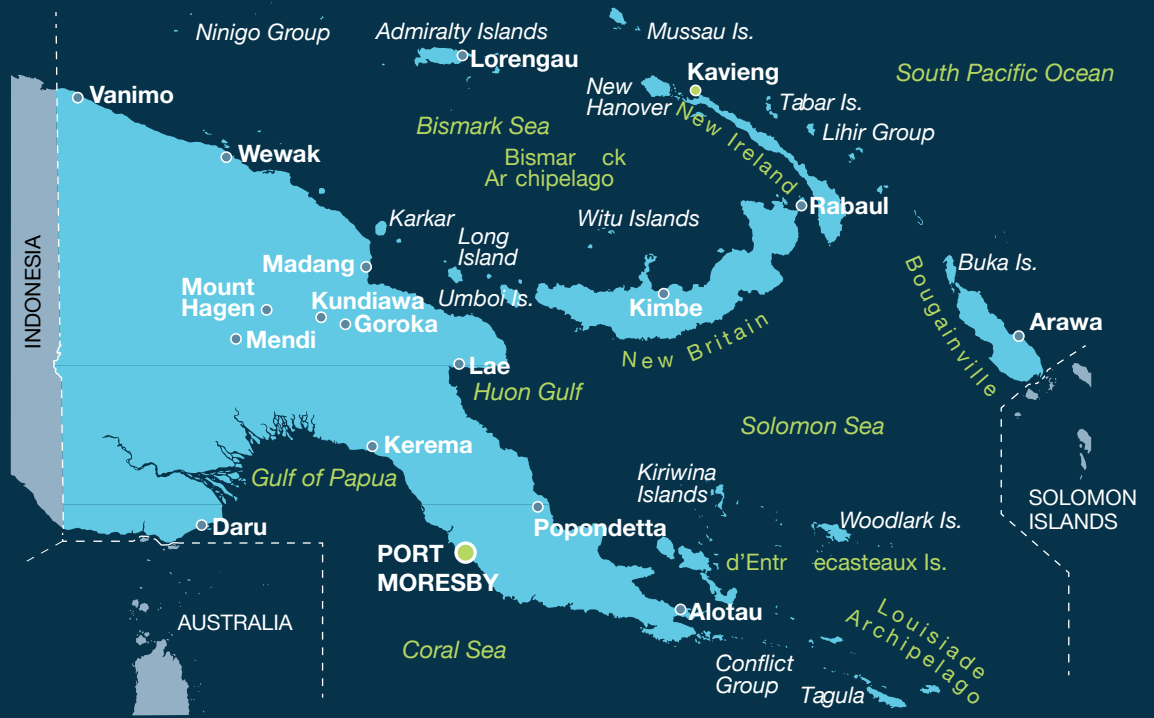 Ninigo Group
Admiralty Islands
Mussau Is.
Lorengau
Kavieng
South Pacific Ocean
Vanimo
New
Hanover
Tabar Is.
Bismark Sea
New Ireland
Lihir Group
Wewak
Bismar ck
Ar chipelago
Rabaul
Karkar
Witu Islands
Long
Island
Madang
Buka Is.
INDONESIA
Mount
Hagen
Kundiawa
Umboi Is.
Kimbe
Bougainville
Goroka
Arawa
Mendi
New Britain
Lae
Huon Gulf
Solomon Sea
Kerema
Gulf of Papua
Kiriwina
Islands
SOLOMON
ISLANDS
Daru
Popondetta
Woodlark Is.
PORT
MORESBY
d'Entr ecasteaux Is.
AUSTRALIA
Alotau
Louisiade
Archipelago
Coral Sea
Conflict
Group
Tagula